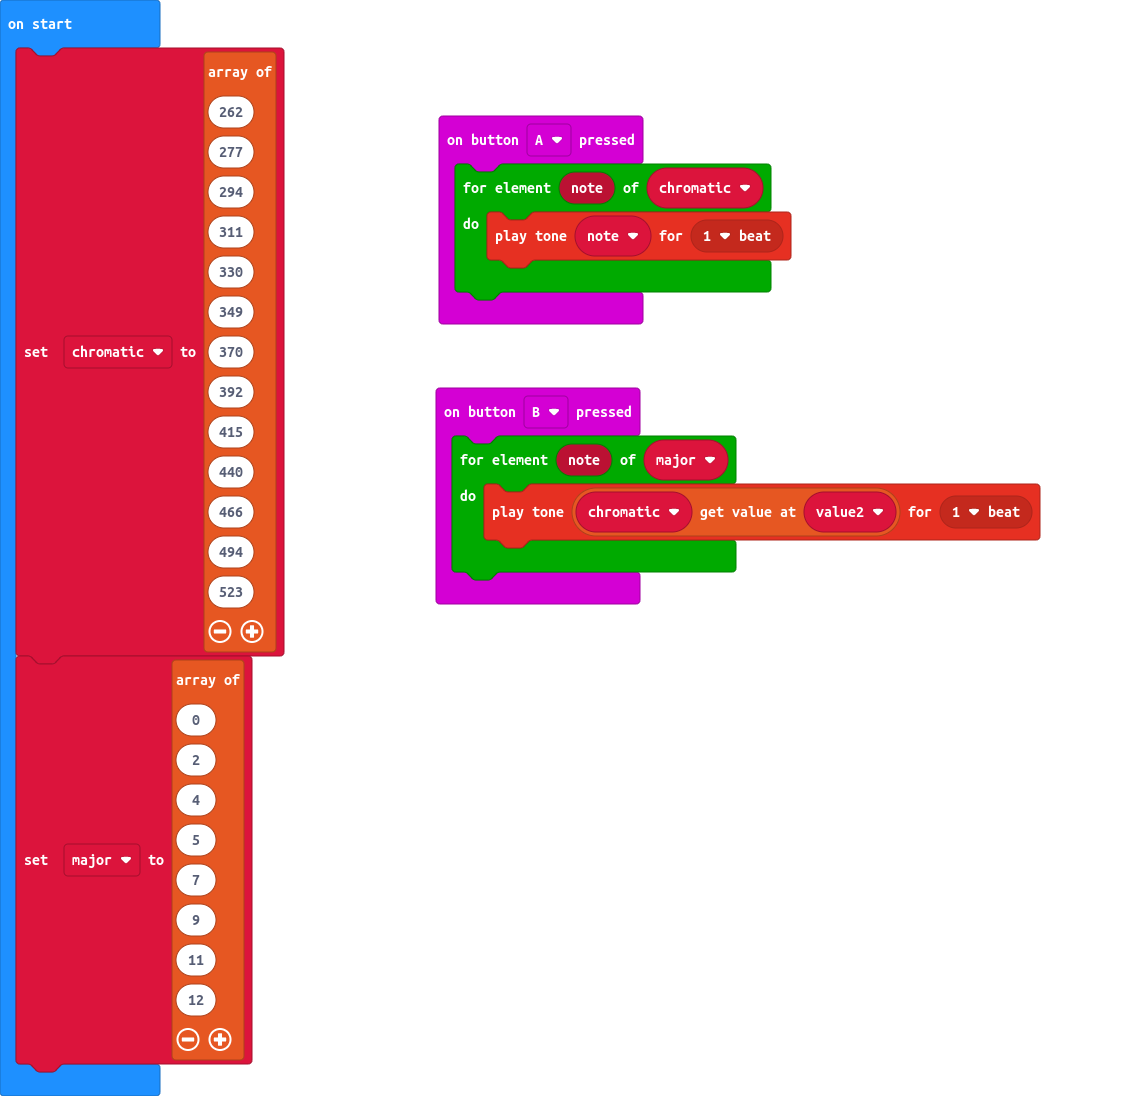 on start
array of
262
277
294
311
330
349
set chromatic to 370
392
415
440
466
494
523
array of
0
2
4
5
set major to 7
9
11
12
on button A pressed
for element note of chromatic
do play tone note for 1 beat
on button B pressed
for element note of major
do play tone chromatic get value at value2 for 1 beat